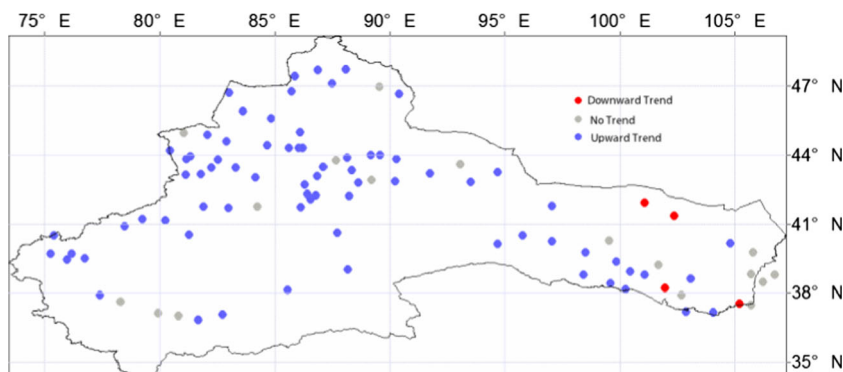 75° E 80° E 85° E 90° E 95° E 100° E 105° E
47° N
Downward Trend
No Trend
Upward Trend
44° N
41° N
38° N
35° N